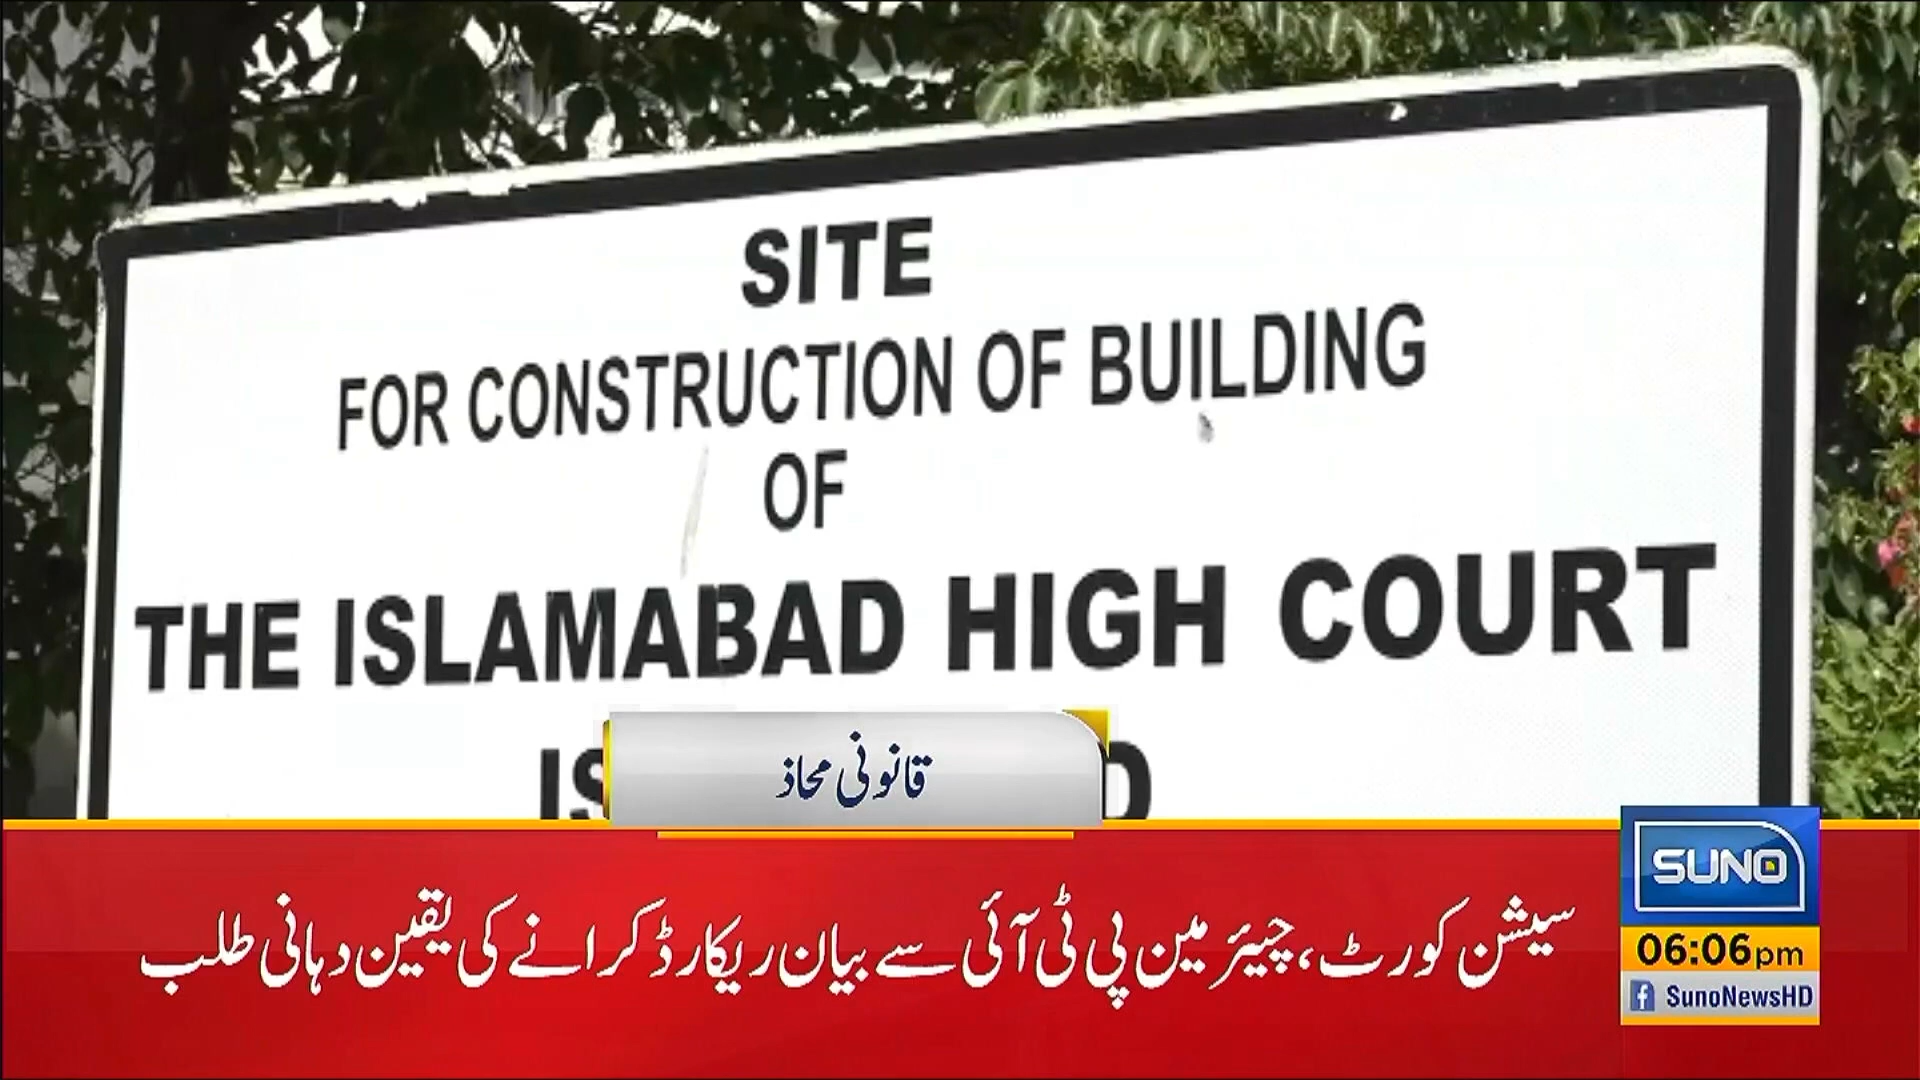 SITE
FOR CONSTRUCTION OF BUILDING
OF
THE ISLAMABAD HIGH COURT
قانونی محاذ
سیشن کورٹ، چیئرمین پی ٹی آئی سے بیان ریکارڈ کرانے کی یقین دہانی طلب
SUNO
06:06pm
SunoNewsHD